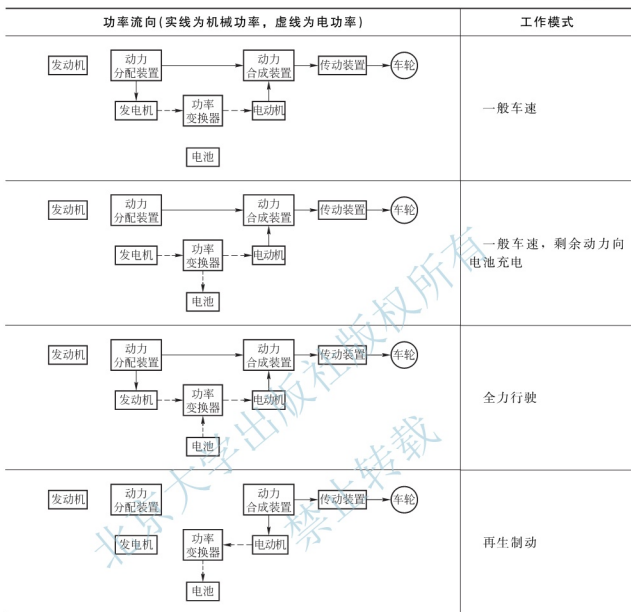 功率流向(实线为机械功率，虚线为电功率)
工作模式
发动机
动力
分配装置
动力
合成装置
传动装置
车轮
发电机
功率
变换器
电动机
电池
一般车速
发动机
动力
分配装置
动力
合成装置
传动装置
车轮
发电机
功率
变换器
电动机
电池
一般车速，剩余动力向
电池充电
发动机
动力
分配装置
动力
合成装置
传动装置
车轮
发动机
功率
变换器
电动机
电池
全力行驶
发动机
动力
分配装置
动力
合成装置
传动装置
车轮
发电机
功率
变换器
电动机
电池
再生制动
北京大学出版社版权所有
禁止转载